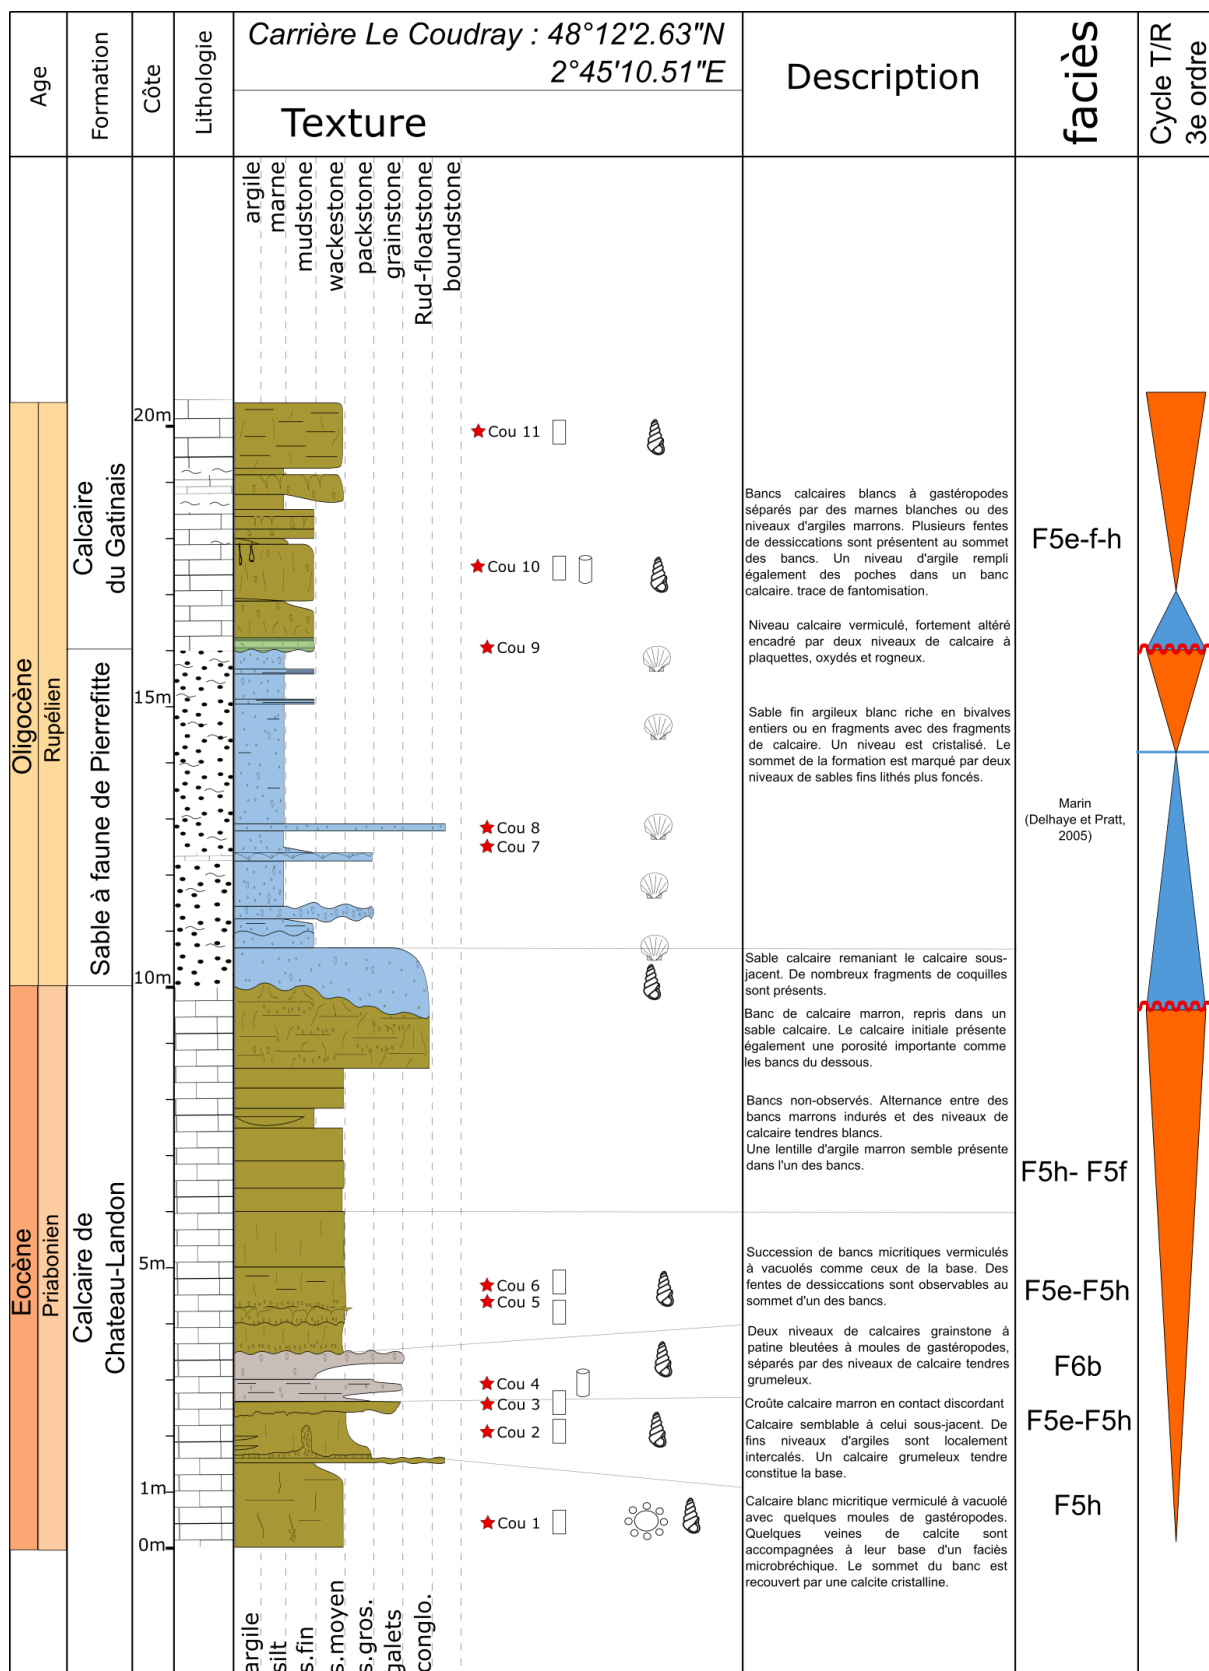 Carrière Le Coudray : 48°12'2.63"N
2°45'10.51"E
Age
Formation
Côte
Lithologie
Texture
Description
faciès
Cycle T/R
3e ordre
argile
marne
mudstone
wackestone
packstone
grainstone
Rud-floatstone
boundstone
Oligocène
Rupélien
Eocène
Priabonien
Calcaire
du Gatinais
Sable à faune de Pierrefitte
Calcaire de
Chateau-Landon
20m
15m
10m
5m
1m
0m
Cou 11
Cou 10
Cou 9
Cou 8
Cou 7
Cou 6
Cou 5
Cou 4
Cou 3
Cou 2
Cou 1
Bancs calcaires blancs à gastéropodes
séparés par des marnes blanches ou des
niveaux d'argiles marrons. Plusieurs fentes
de dessiccations sont présentent au sommet
des bancs. Un niveau d'argile rempli
également des poches dans un banc
calcaire. trace de fantomisation.
Niveau calcaire vermiculé, fortement altéré
encadré par deux niveaux de calcaire à
plaquettes, oxydés et rogneux.
Sable fin argileux blanc riche en bivalves
entiers ou en fragments avec des fragments
de calcaire. Un niveau est cristalisé. Le
sommet de la formation est marqué par deux
niveaux de sables fins lithés plus foncés.
Sable calcaire remaniant le calcaire sous-
jacent. De nombreux fragments de coquilles
sont présents.
Banc de calcaire marron, repris dans un
sable calcaire. Le calcaire initiale présente
également une porosité importante comme
les bancs du dessous.
Bancs non-observés. Alternance entre des
bancs marrons indurés et des niveaux de
calcaire tendres blancs.
Une lentille d'argile marron semble présente
dans l'un des bancs.
Succession de bancs micritiques vermiculés
à vacuolés comme ceux de la base. Des
fentes de dessiccations sont observables au
sommet d'un des bancs.
Deux niveaux de calcaires grainstone à
patine bleutées à moules de gastéropodes,
séparés par des niveaux de calcaire tendres
grumeleux.
Croûte calcaire marron en contact discordant
Calcaire semblable à celui sous-jacent. De
fins niveaux d'argiles sont localement
intercalés. Un calcaire grumeleux tendre
constitue la base.
Calcaire blanc micritique vermiculé à vacuolé
avec quelques moules de gastéropodes.
Quelques veines de calcite sont
accompagnées à leur base d'un faciès
microbréchique. Le sommet du banc est
recouvert par une calcite cristalline.
F5e-f-h
Marin
(Delhaye et Pratt,
2005)
F5h- F5f
F5e-F5h
F6b
F5e-F5h
F5h
argile
silt
s.fin
s.moyen
s.gros.
galets
conglo.